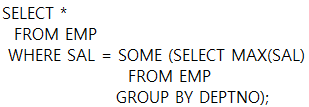 SELECT *
FROM EMP
WHERE SAL = SOME (SELECT MAX(SAL)
FROM EMP
GROUP BY DEPTNO);